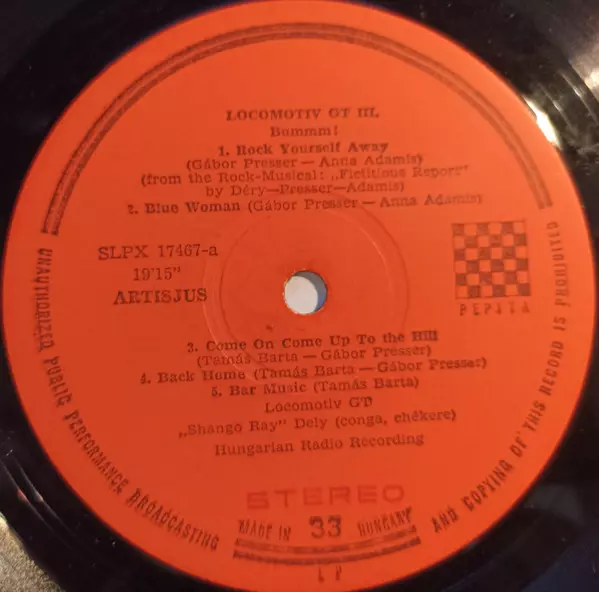 LOCOMOTIV GT III.
Bummm!
1. Rock Yourself Away
(Gábor Presser — Anna Adamis)
(from the Rock-Musical: „Fictitious Report"
by Déry—Presser—Adamis)
2. Blue Woman (Gábor Presser — Anna Adamis)
SLPX 17467-a
19'15"
ARTISJUS
PEPITA
3. Come On Come Up To the Hill
(Tamás Barta — Gábor Presser)
4. Back Home (Tamás Barta — Gábor Presser)
5. Bar Music (Tamás Barta)
Locomotiv GT
„Shango Ray" Dely (conga, chékere)
Hungarian Radio Recording
STEREO
MADE IN 33 HUNGARY
LP
UNAUTHORIZED PUBLIC PERFORMANCE BROADCASTING AND COPYING OF THIS RECORD IS PROHIBITED